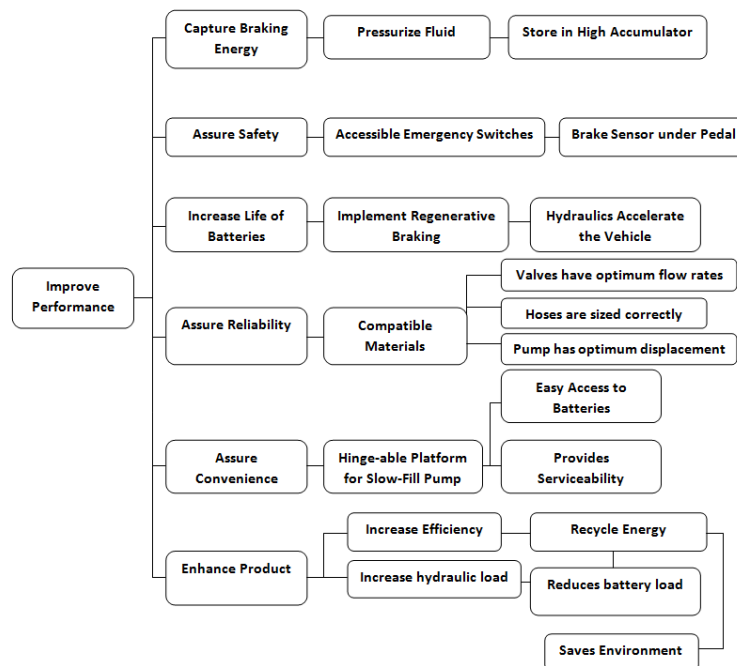 Capture Braking
Energy
Pressurize Fluid
Store in High Accumulator
Assure Safety
Accessible Emergency Switches
Brake Sensor under Pedal
Increase Life of
Batteries
Implement Regenerative
Braking
Hydraulics Accelerate
the Vehicle
Improve
Performance
Assure Reliability
Compatible
Materials
Valves have optimum flow rates
Hoses are sized correctly
Pump has optimum displacement
Assure
Convenience
Hinge-able Platform
for Slow-Fill Pump
Easy Access to
Batteries
Provides
Serviceability
Enhance Product
Increase Efficiency
Recycle Energy
Increase hydraulic load
Reduces battery load
Saves Environment